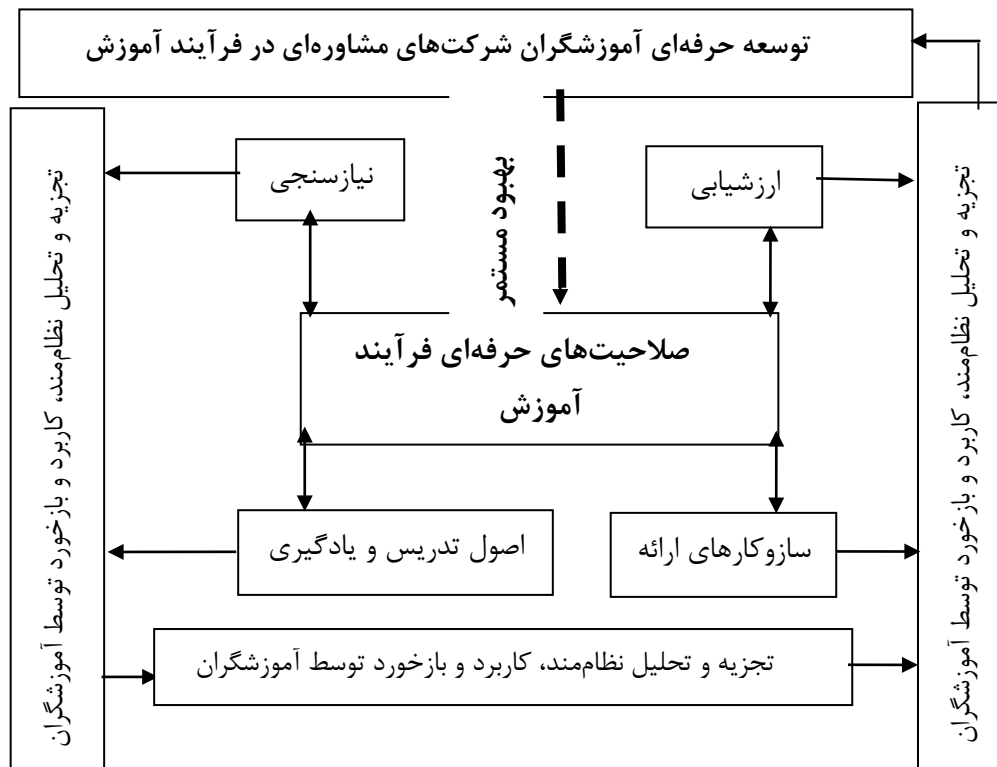 توسعه حرفه‌ای آموزشگران شرکت‌های مشاوره‌ای در فرآیند آموزش
تجزیه و تحلیل نظام‌مند، کاربرد و بازخورد توسط آموزشگران
ارزشیابی
بهبود مستمر
نیازسنجی
تجزیه و تحلیل نظام‌مند، کاربرد و بازخورد توسط آموزشگران
صلاحیت‌های حرفه‌ای فرآیند
آموزش
سازوکارهای ارائه
اصول تدریس و یادگیری
تجزیه و تحلیل نظام‌مند، کاربرد و بازخورد توسط آموزشگران